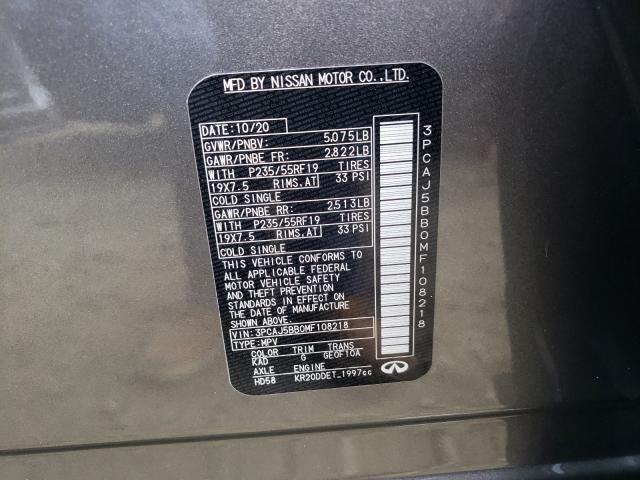 MFD BY NISSAN MOTOR CO.,LTD.
DATE: 10/20
GVWR/PNBV: 5,075LB
GAWR/PNBE FR: 2,822LB
WITH P235/55RF19 TIRES
19X7.5 RIMS.AT 33 PSI
COLD SINGLE
GAWR/PNBE RR: 2,513LB
WITH P235/55RF19 TIRES
19X7.5 RIMS.AT 33 PSI
COLD SINGLE
THIS VEHICLE CONFORMS TO
ALL APPLICABLE FEDERAL
MOTOR VEHICLE SAFETY
AND THEFT PREVENTION
STANDARDS IN EFFECT ON
THE DATE OF MANUFACTURE
SHOWN ABOVE.
VIN: 3PCAJ5BB0MF108218
TYPE: MPV
COLOR TRIM TRANS
KAD G GE0F10A
AXLE ENGINE
HD58 KR20DDET_1997cc
3PCAJ5BB0MF108218